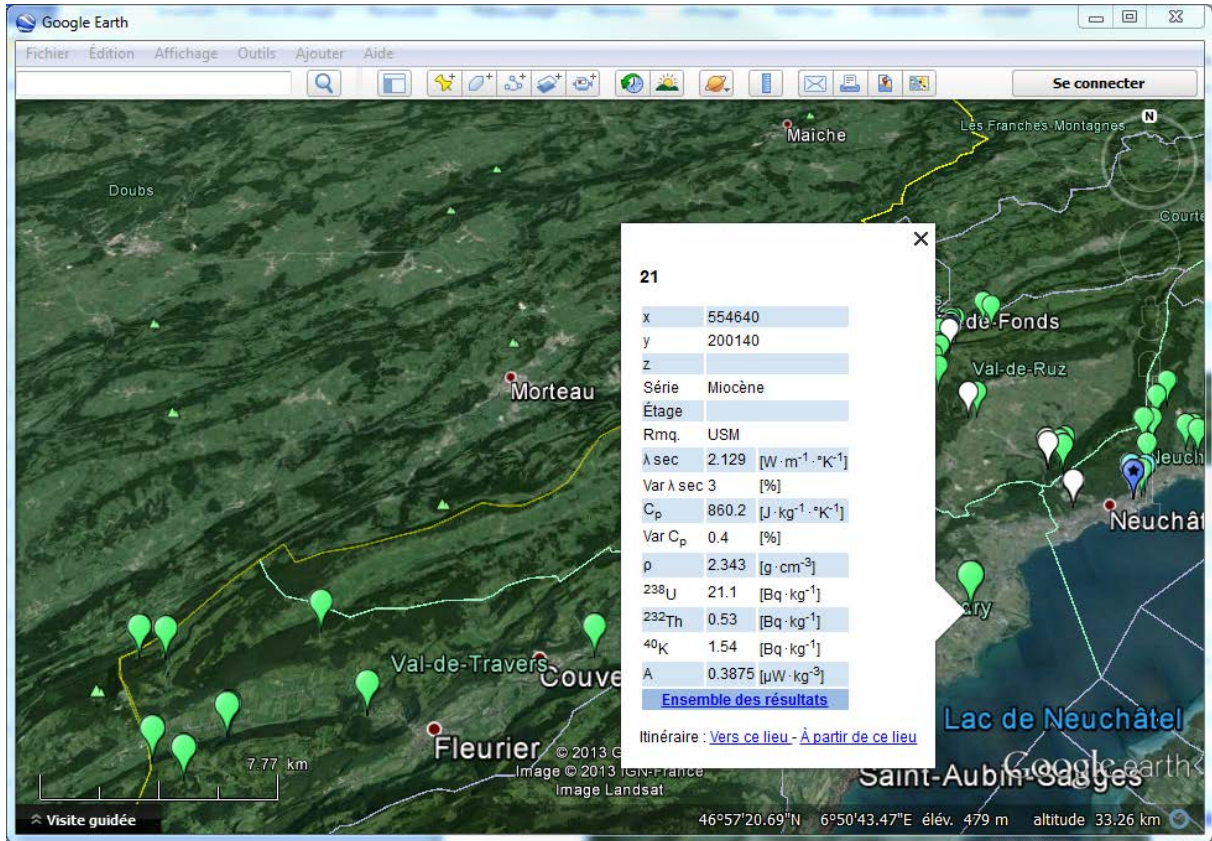 Google Earth
Fichier Édition Affichage Outils Ajouter Aide
Se connecter
Maiche
Les Franches-Montagnes
N
Doubs
Courte
21
x 554640
y 200140
z
Série Miocène
Étage
Rmq. USM
λ sec 2.129 [W·m-1·°K-1]
Var λ sec 3 [%]
Cp 860.2 [J·kg-1·°K-1]
Var Cp 0.4 [%]
ρ 2.343 [g·cm-3]
238U 21.1 [Bq·kg-1]
232Th 0.53 [Bq·kg-1]
40K 1.54 [Bq·kg-1]
A 0.3875 [µW·kg-3]
Ensemble des résultats
Itinéraire : Vers ce lieu - À partir de ce lieu
de-Fonds
Val-de-Ruz
Morteau
Neuch
Neuchât
dry
Val-de-Travers
Couve
Lac de Neuchâtel
Fleurier
7.77 km
© 2013 G
Image © 2013 IGN-France
Image Landsat
Saint-Aubin-Sauges
Google earth
Visite guidée
46°57'20.69"N 6°50'43.47"E élév. 479 m altitude 33.26 km